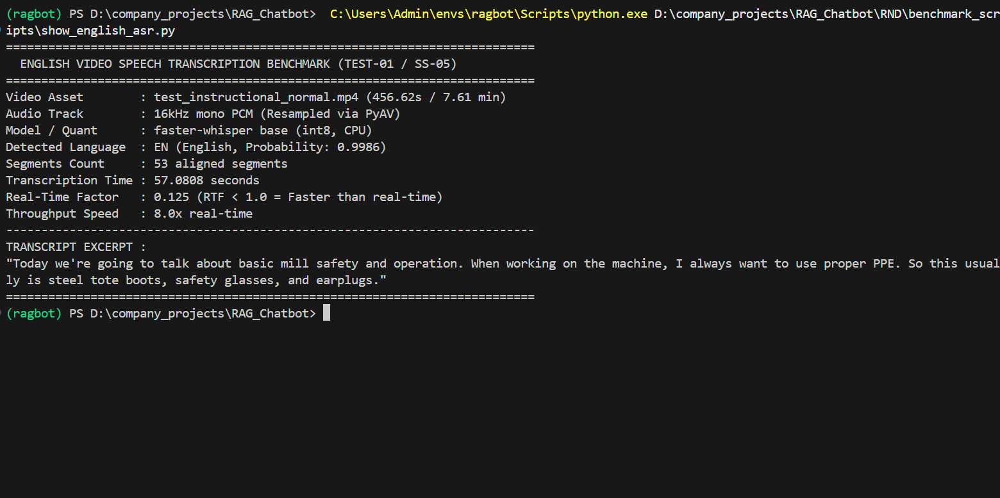 (ragbot) PS D:\company_projects\RAG_Chatbot>  C:\Users\Admin\envs\ragbot\Scripts\python.exe D:\company_projects\RAG_Chatbot\RND\benchmark_scr
ipts\show_english_asr.py
===========================================================================
  ENGLISH VIDEO SPEECH TRANSCRIPTION BENCHMARK (TEST-01 / SS-05)
===========================================================================
Video Asset        : test_instructional_normal.mp4 (456.62s / 7.61 min)
Audio Track        : 16kHz mono PCM (Resampled via PyAV)
Model / Quant      : faster-whisper base (int8, CPU)
Detected Language  : EN (English, Probability: 0.9986)
Segments Count     : 53 aligned segments
Transcription Time : 57.0808 seconds
Real-Time Factor   : 0.125 (RTF < 1.0 = Faster than real-time)
Throughput Speed   : 8.0x real-time
---------------------------------------------------------------------------
TRANSCRIPT EXCERPT :
"Today we're going to talk about basic mill safety and operation. When working on the machine, I always want to use proper PPE. So this usual
ly is steel tote boots, safety glasses, and earplugs."
===========================================================================
(ragbot) PS D:\company_projects\RAG_Chatbot>